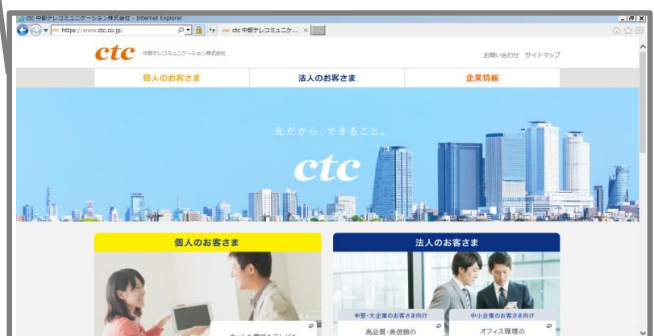 ctc 中部テレコミュニケーション株式会社 - Internet Explorer
https://www.ctc.co.jp/
ctc 中部テレコミュニケ...
ctc 中部テレコミュニケーション株式会社
お問い合わせ サイトマップ
個人のお客さま 法人のお客さま 企業情報
光だから、できること。
ctc
個人のお客さま 法人のお客さま
中堅・大企業のお客さま向け 中小企業のお客さま向け
高品質・高信頼の オフィス環境の